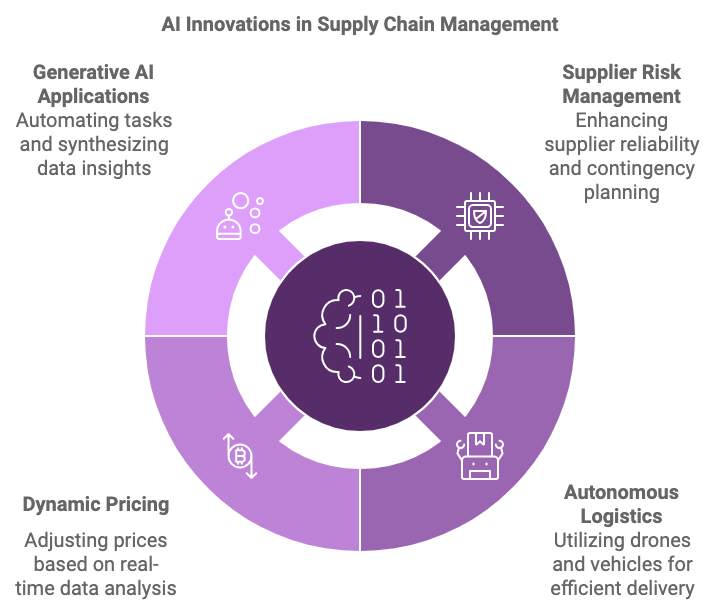 AI Innovations in Supply Chain Management
Generative AI
Applications
Automating tasks
and synthesizing
data insights
Supplier Risk
Management
Enhancing
supplier reliability
and contingency
planning
01
10
01
01
Dynamic Pricing
Adjusting prices
based on real-
time data analysis
Autonomous
Logistics
Utilizing drones
and vehicles for
efficient delivery